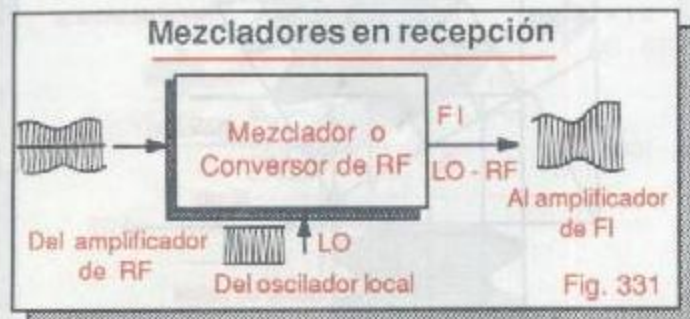 Mezcladores en recepción
Mezclador o
Conversor de RF
FI
LO - RF
Al amplificador
de FI
Del amplificador
de RF
LO
Del oscilador local
Fig. 331